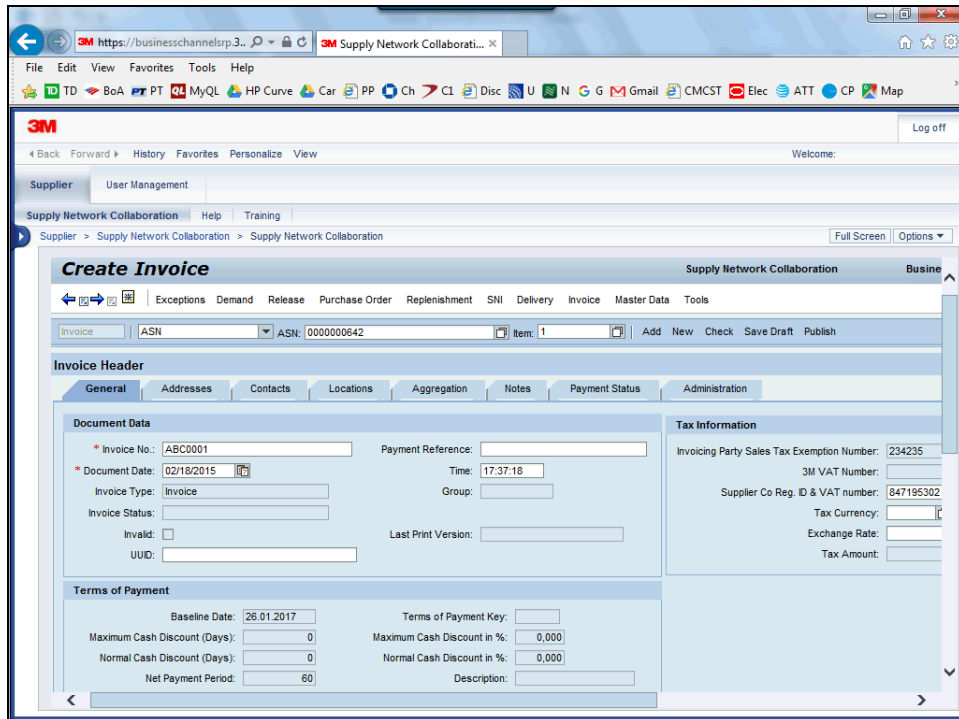 3M https://businesschannelsrp.3.. 3M Supply Network Collaborati... ×
File Edit View Favorites Tools Help
TD TD BoA PT PT QL MyQL HP Curve Car PP Ch C1 Disc U N G G Gmail CMCST Elec ATT CP Map »
3M Log off
Back Forward History Favorites Personalize View Welcome:
Supplier User Management
Supply Network Collaboration Help Training
Supplier > Supply Network Collaboration > Supply Network Collaboration Full Screen Options
Create Invoice Supply Network Collaboration Busine
Exceptions Demand Release Purchase Order Replenishment SNI Delivery Invoice Master Data Tools
Invoice ASN ASN: 0000000642 Item: 1 Add New Check Save Draft Publish
Invoice Header
General Addresses Contacts Locations Aggregation Notes Payment Status Administration
Document Data Tax Information
* Invoice No.: ABC0001 Payment Reference: Invoicing Party Sales Tax Exemption Number: 234235
* Document Date: 02/18/2015 Time: 17:37:18 3M VAT Number:
Invoice Type: Invoice Group: Supplier Co Reg. ID & VAT number: 847195302
Invoice Status: Tax Currency:
Invalid: Last Print Version: Exchange Rate:
UUID: Tax Amount:
Terms of Payment
Baseline Date: 26.01.2017 Terms of Payment Key:
Maximum Cash Discount (Days): 0 Maximum Cash Discount in %: 0,000
Normal Cash Discount (Days): 0 Normal Cash Discount in %: 0,000
Net Payment Period: 60 Description: